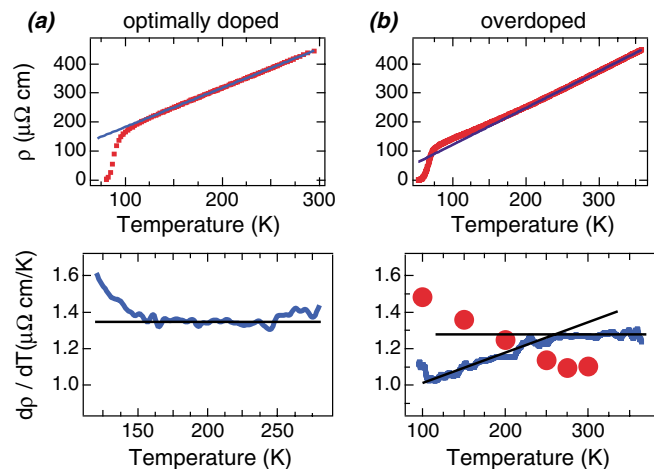 (a) optimally doped
(b) overdoped
ρ (μΩ cm)
400
300
200
100
0
100 200 300
Temperature (K)
400
300
200
100
0
100 200 300
Temperature (K)
dρ / dT(μΩ cm/K)
1.6
1.4
1.2
1.0
150 200 250
Temperature (K)
1.6
1.4
1.2
1.0
100 200 300
Temperature (K)